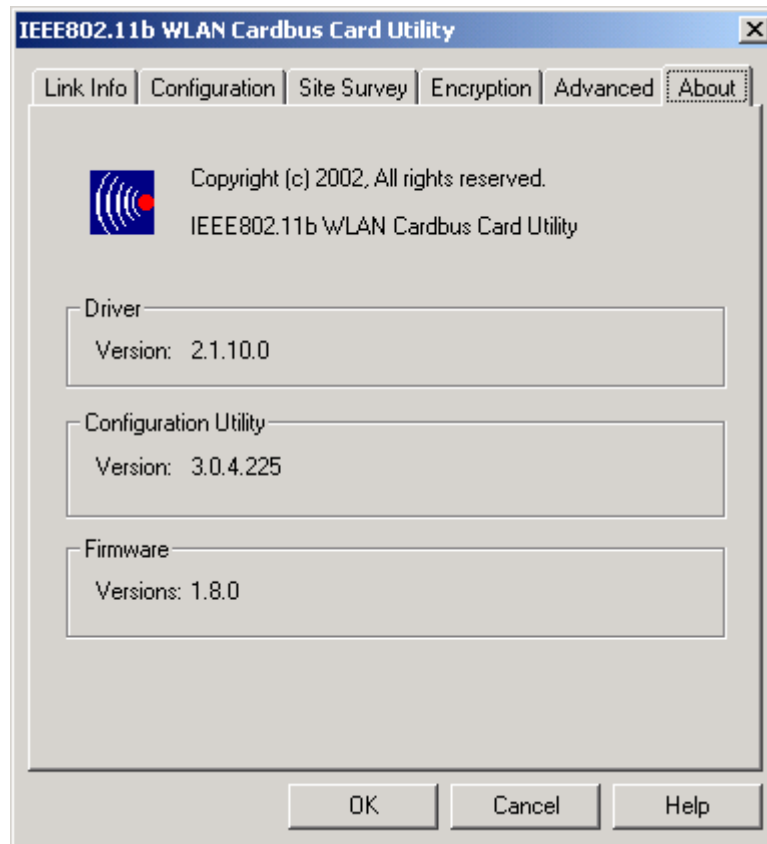 IEEE802.11b WLAN Cardbus Card Utility
Link Info Configuration Site Survey Encryption Advanced About
Copyright (c) 2002, All rights reserved.
IEEE802.11b WLAN Cardbus Card Utility
Driver
Version: 2.1.10.0
Configuration Utility
Version: 3.0.4.225
Firmware
Versions: 1.8.0
OK Cancel Help